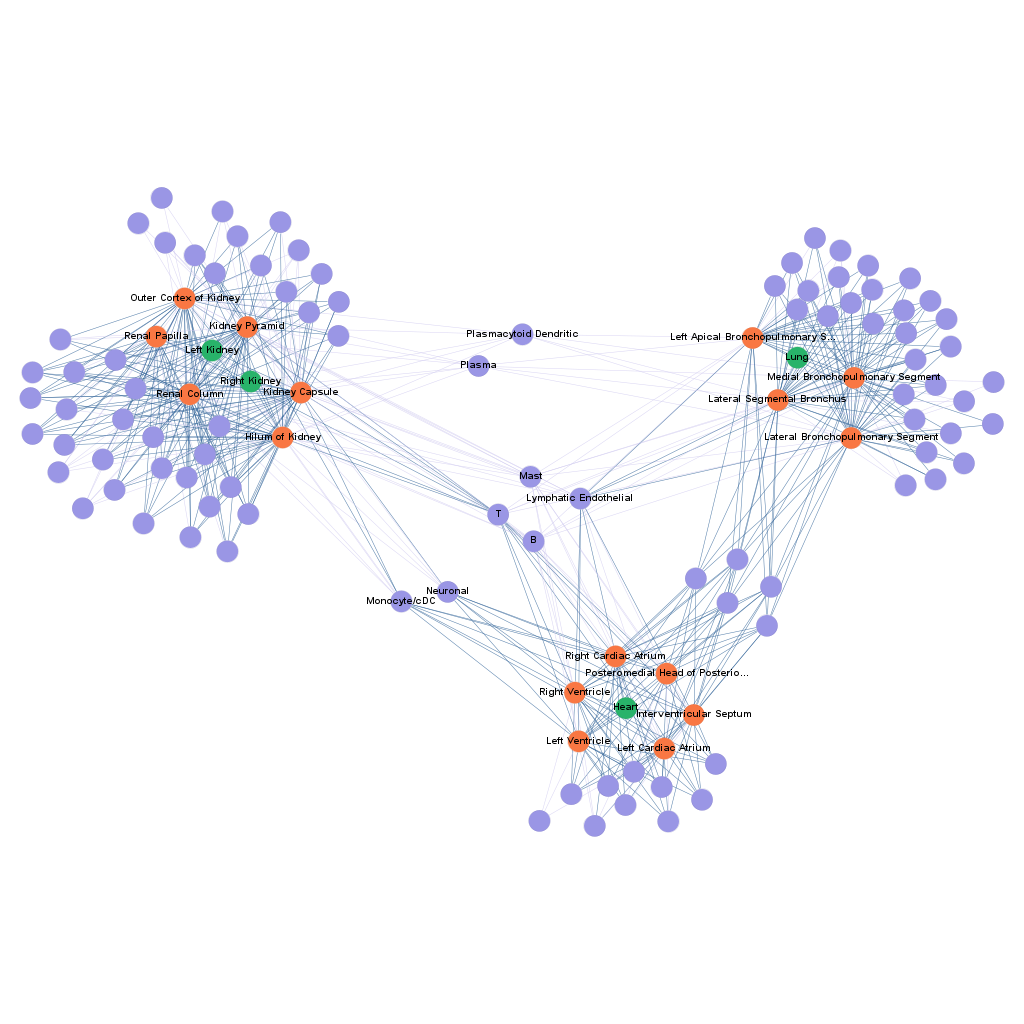 Outer Cortex of Kidney
Kidney Pyramid
Renal Papilla
Left Kidney
Right Kidney
Renal Column
Kidney Capsule
Hilum of Kidney
Plasmacytoid Dendritic
Plasma
Left Apical Bronchopulmonary S...
Lung
Medial Bronchopulmonary Segment
Lateral Segmental Bronchus
Lateral Bronchopulmonary Segment
Mast
Lymphatic Endothelial
T
B
Neuronal
Monocyte/cDC
Right Cardiac Atrium
Posteromedial Head of Posterio...
Right Ventricle
Heart
Interventricular Septum
Left Ventricle
Left Cardiac Atrium